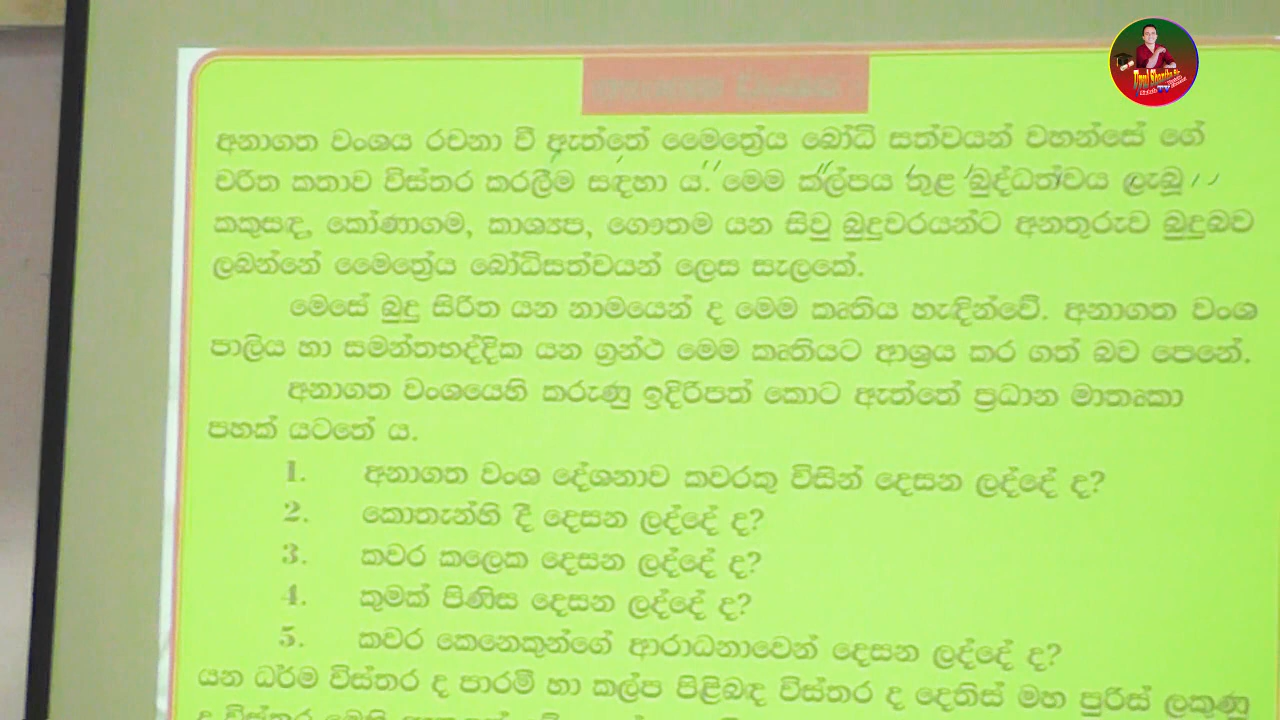 අනාගත වංශය රචනා වී ඇත්තේ මෛත්‍රේය බෝධි සත්වයන් වහන්සේ ගේ
චරිත කතාව විස්තර කරලීම සඳහා ය. මෙම කල්පය තුළ බුද්ධත්වය ලැබූ
කකුසඳ, කෝණාගම, කාශ්‍යප, ගෞතම යන සිවු බුදුවරයන්ට අනතුරුව බුදුබව
ලබන්නේ මෛත්‍රේය බෝධිසත්වයන් ලෙස සැලකේ.
මෙසේ බුදු සිරිත යන නාමයෙන් ද මෙම කෘතිය හැඳින්වේ. අනාගත වංශ
පාලිය හා සමන්තභද්දික යන ග්‍රන්ථ මෙම කෘතියට ආශ්‍රය කර ගත් බව පෙනේ.
අනාගත වංශයෙහි කරුණු ඉදිරිපත් කොට ඇත්තේ ප්‍රධාන මාතෘකා
පහක් යටතේ ය.
1. අනාගත වංශ දේශනාව කවරකු විසින් දෙසන ලද්දේ ද?
2. කොතැන්හි දී දෙසන ලද්දේ ද?
3. කවර කලෙක දෙසන ලද්දේ ද?
4. කුමක් පිණිස දෙසන ලද්දේ ද?
5. කවර කෙනෙකුන්ගේ ආරාධනාවෙන් දෙසන ලද්දේ ද?
යන ධර්ම විස්තර ද පාරමී හා කල්ප පිළිබඳ විස්තර ද දෙතිස් මහ පුරිස් ලකුණු